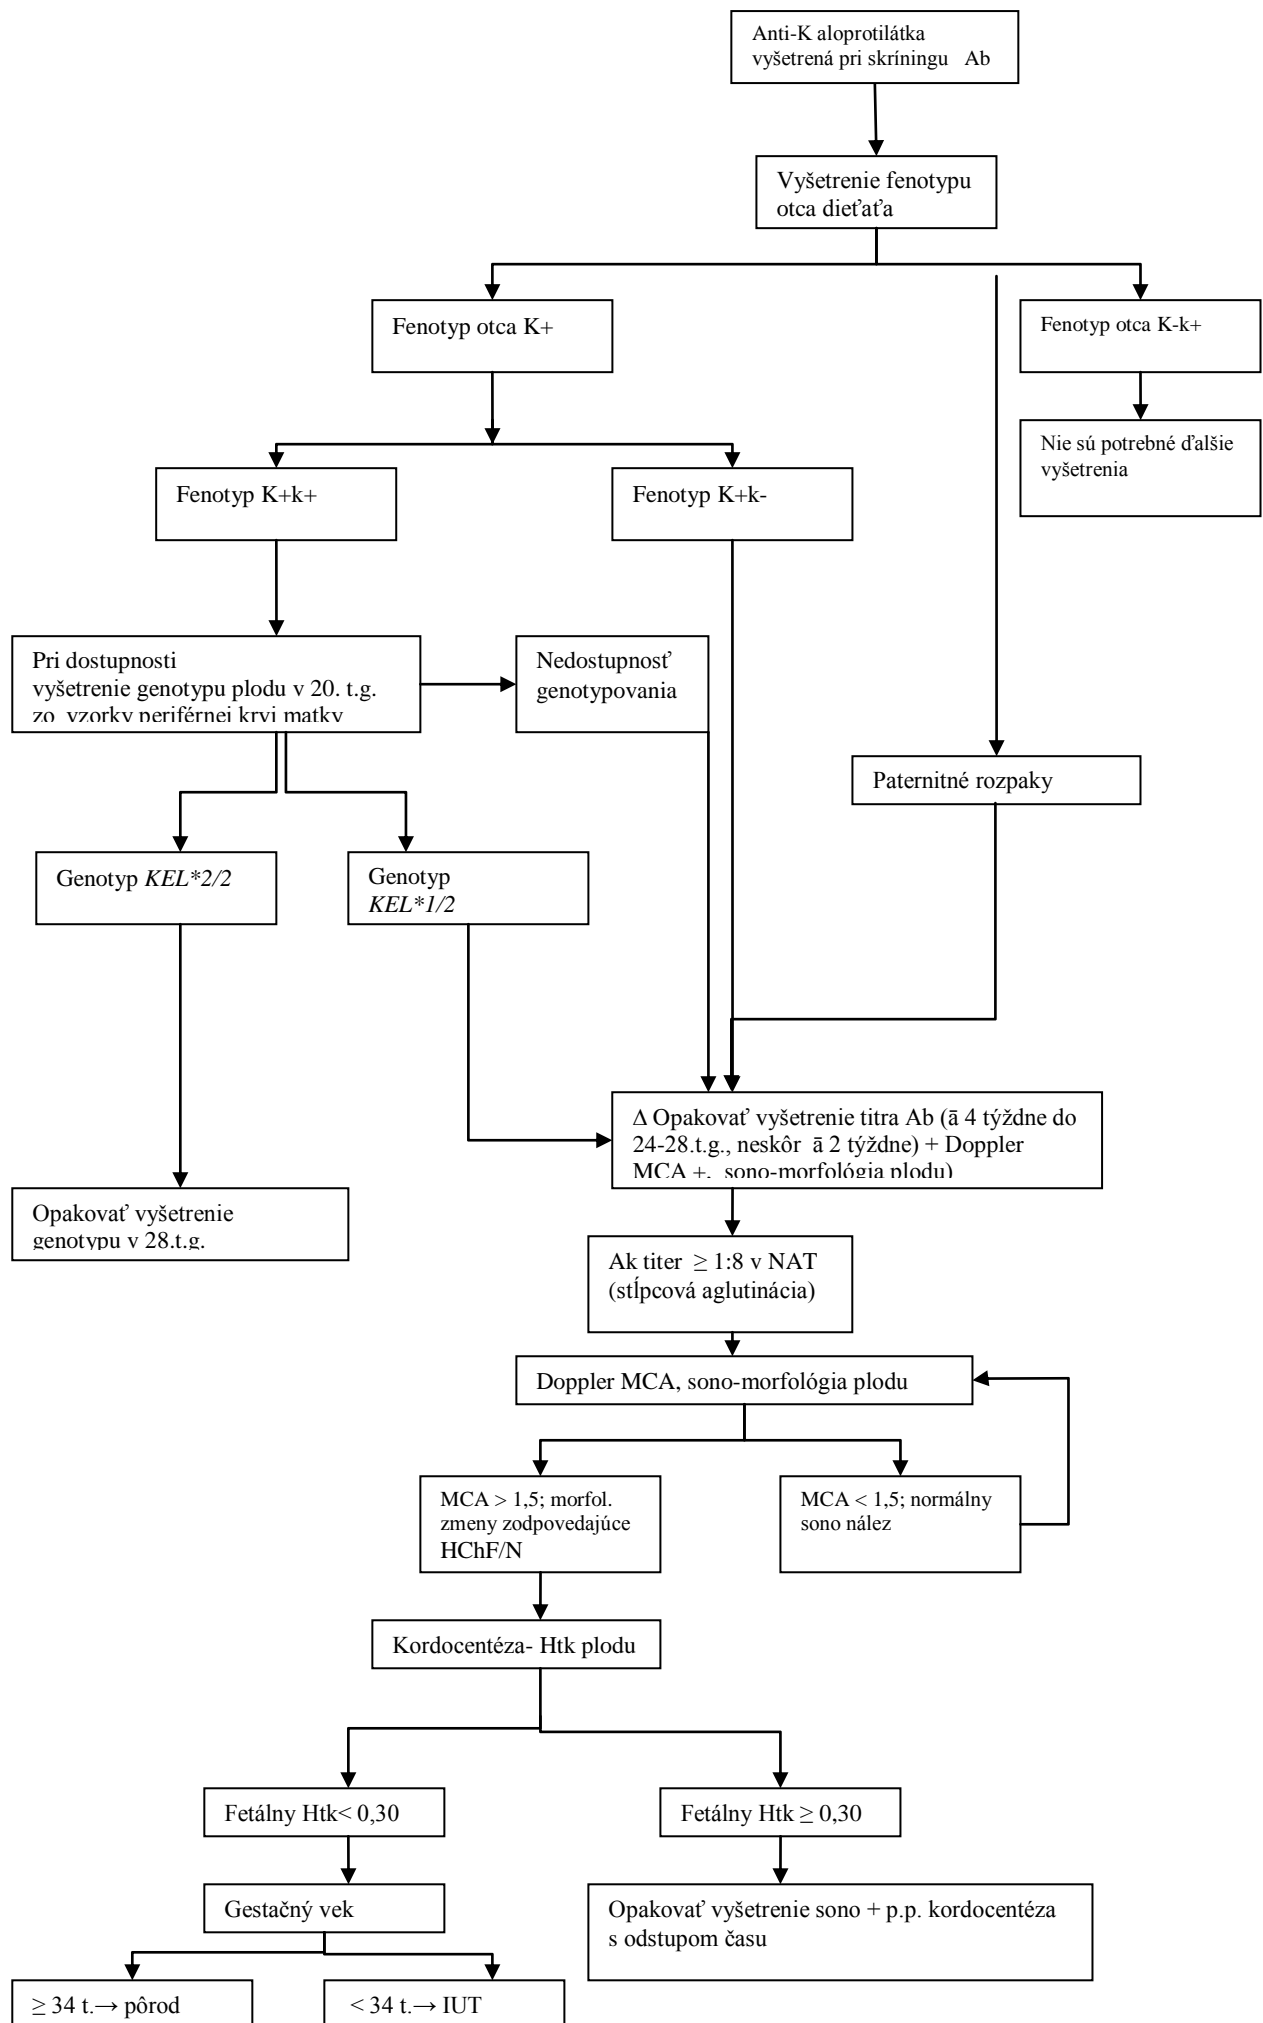 Anti-K aloprotilátka
vyšetrená pri skríningu Ab
Vyšetrenie fenotypu
otca dieťaťa
Fenotyp otca K+
Fenotyp otca K-k+
Nie sú potrebné ďalšie
vyšetrenia
Fenotyp K+k+
Fenotyp K+k-
Pri dostupnosti
vyšetrenie genotypu plodu v 20. t.g.
zo vzorky periférnej krvi matky
Nedostupnosť
genotypovania
Paternitné rozpaky
Genotyp KEL*2/2
Genotyp
KEL*1/2
Δ Opakovať vyšetrenie titra Ab (ā 4 týždne do
24-28.t.g., neskôr ā 2 týždne) + Doppler
MCA +, sono-morfológia plodu)
Opakovať vyšetrenie
genotypu v 28.t.g.
Ak titer ≥ 1:8 v NAT
(stĺpcová aglutinácia)
Doppler MCA, sono-morfológia plodu
MCA > 1,5; morfol.
zmeny zodpovedajúce
HChF/N
MCA < 1,5; normálny
sono nález
Kordocentéza- Htk plodu
Fetálny Htk< 0,30
Fetálny Htk ≥ 0,30
Gestačný vek
Opakovať vyšetrenie sono + p.p. kordocentéza
s odstupom času
≥ 34 t.→ pôrod
< 34 t.→ IUT